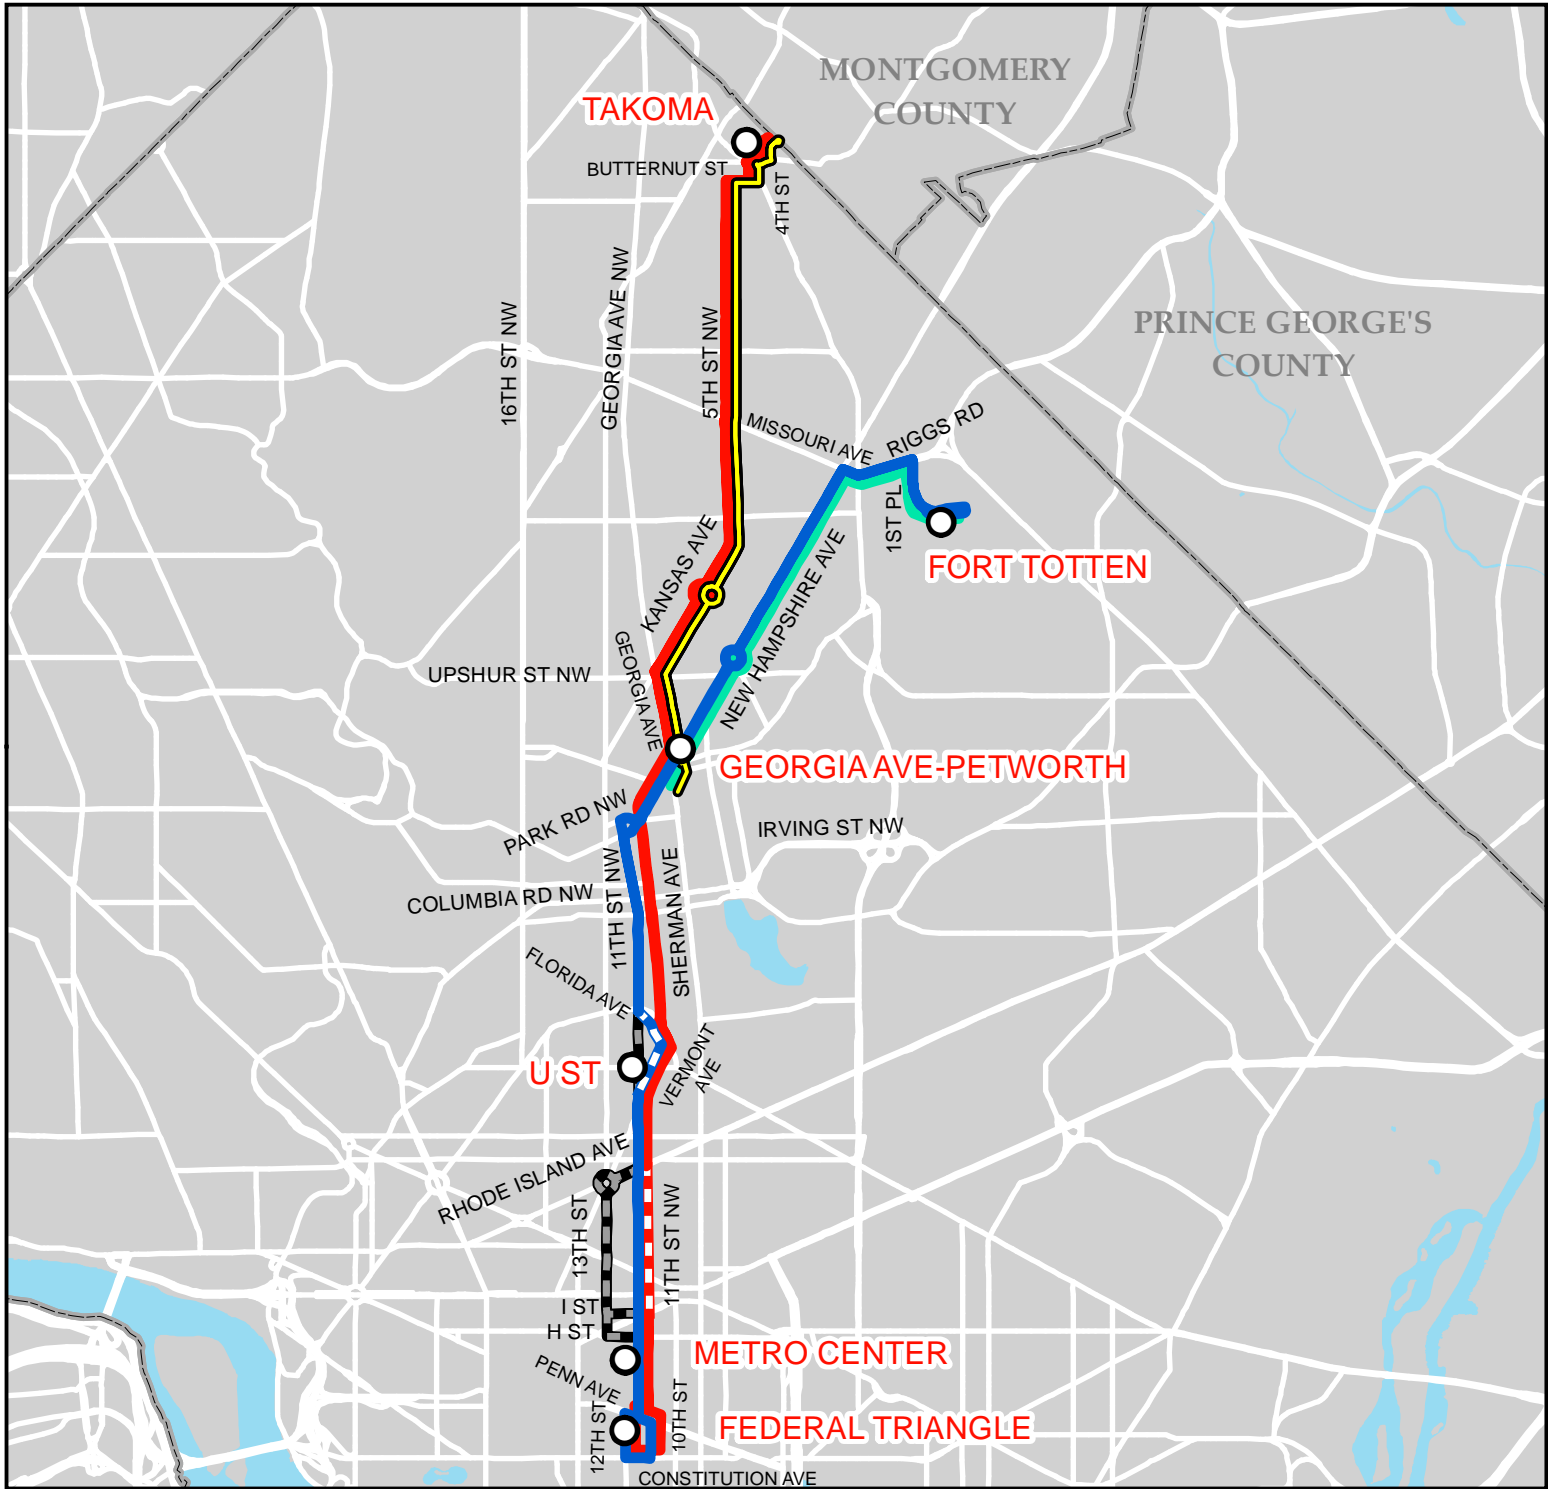 MONTGOMERY
COUNTY
TAKOMA
BUTTERNUT ST
4TH ST
GEORGIA AVE NW
16TH ST NW
5TH ST NW
PRINCE GEORGE'S
COUNTY
MISSOURI AVE
RIGGS RD
1ST PL
KANSAS AVE
FORT TOTTEN
NEW HAMPSHIRE AVE
GEORGIA AVE
UPSHUR ST NW
GEORGIA AVE-PETWORTH
PARK RD NW
IRVING ST NW
11TH ST NW
SHERMAN AVE
COLUMBIA RD NW
FLORIDA AVE
U ST
VERMONT
AVE
RHODE ISLAND AVE
13TH ST
11TH ST NW
I ST
H ST
METRO CENTER
PENN AVE
12TH ST
10TH ST
FEDERAL TRIANGLE
CONSTITUTION AVE